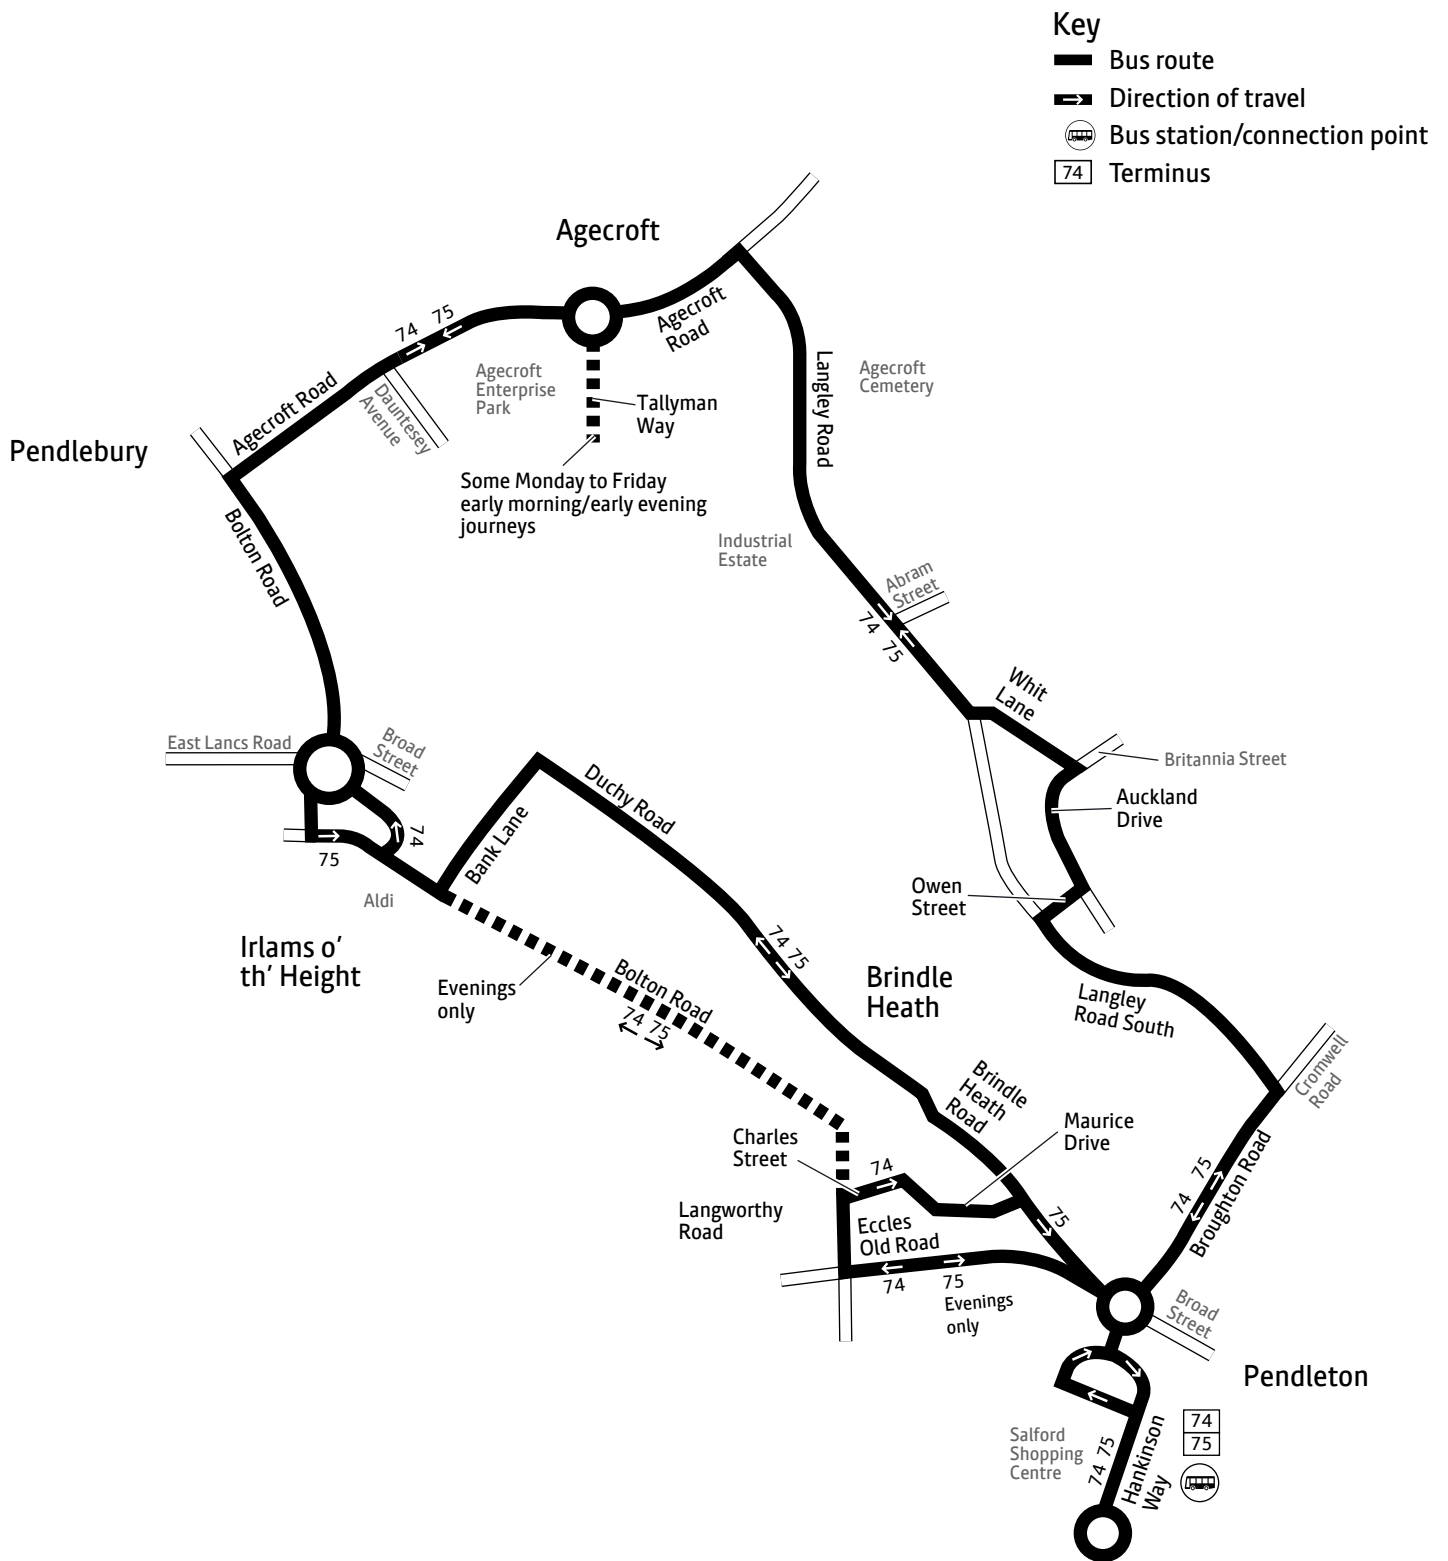 Key
Bus route
Direction of travel
Bus station/connection point
74 Terminus
Agecroft
74 75
Agecroft
Road
Agecroft Road
Dauntesey
Avenue
Agecroft
Enterprise
Park
Tallyman
Way
Langley Road
Agecroft
Cemetery
Pendlebury
Some Monday to Friday
early morning/early evening
journeys
Bolton Road
Industrial
Estate
Abram
Street
74 75
Whit
Lane
East Lancs Road
Broad
Street
Britannia Street
Duchy Road
Auckland
Drive
74
75
Bank Lane
Aldi
Owen
Street
Irlams o'
th' Height
Evenings
only
Bolton Road
74 75
74 75
Brindle
Heath
Langley
Road South
Cromwell
Road
Brindle
Heath
Road
Maurice
Drive
Charles
Street
74
75
74 75
Broughton Road
Langworthy
Road
Eccles
Old Road
74
75
Evenings
only
Broad
Street
Pendleton
74
75
Salford
Shopping
Centre
74 75
Hankinson
Way